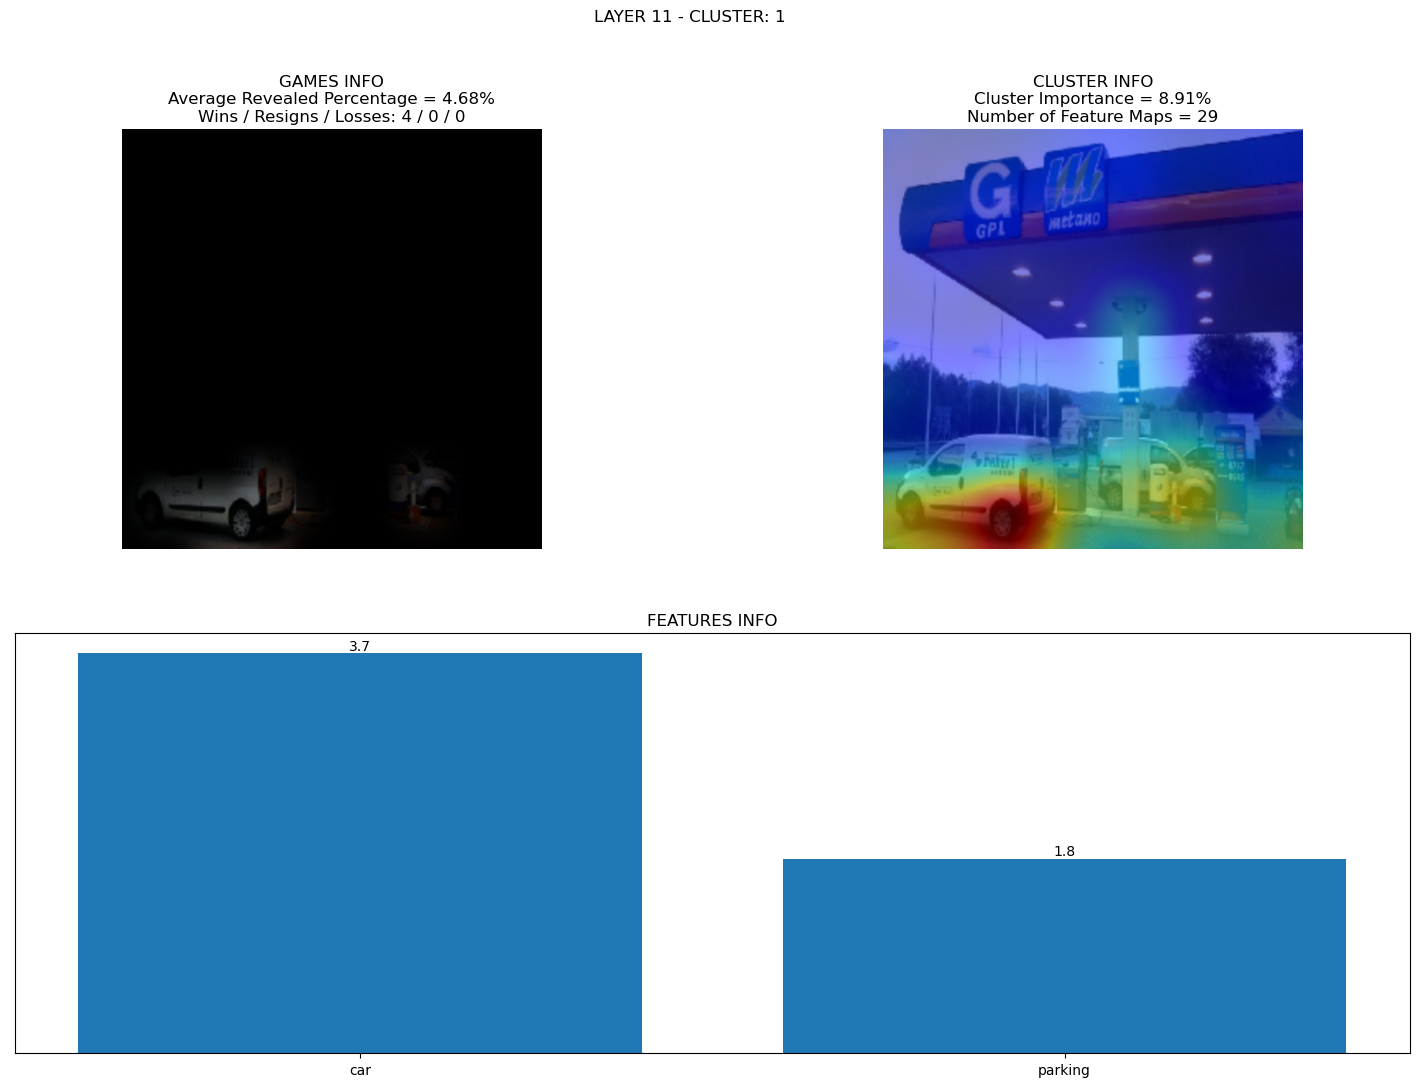 LAYER 11 - CLUSTER: 1
GAMES INFO
Average Revealed Percentage = 4.68%
Wins / Resigns / Losses: 4 / 0 / 0
CLUSTER INFO
Cluster Importance = 8.91%
Number of Feature Maps = 29
G
GPL
metano
FEATURES INFO
3.7
1.8
car
parking